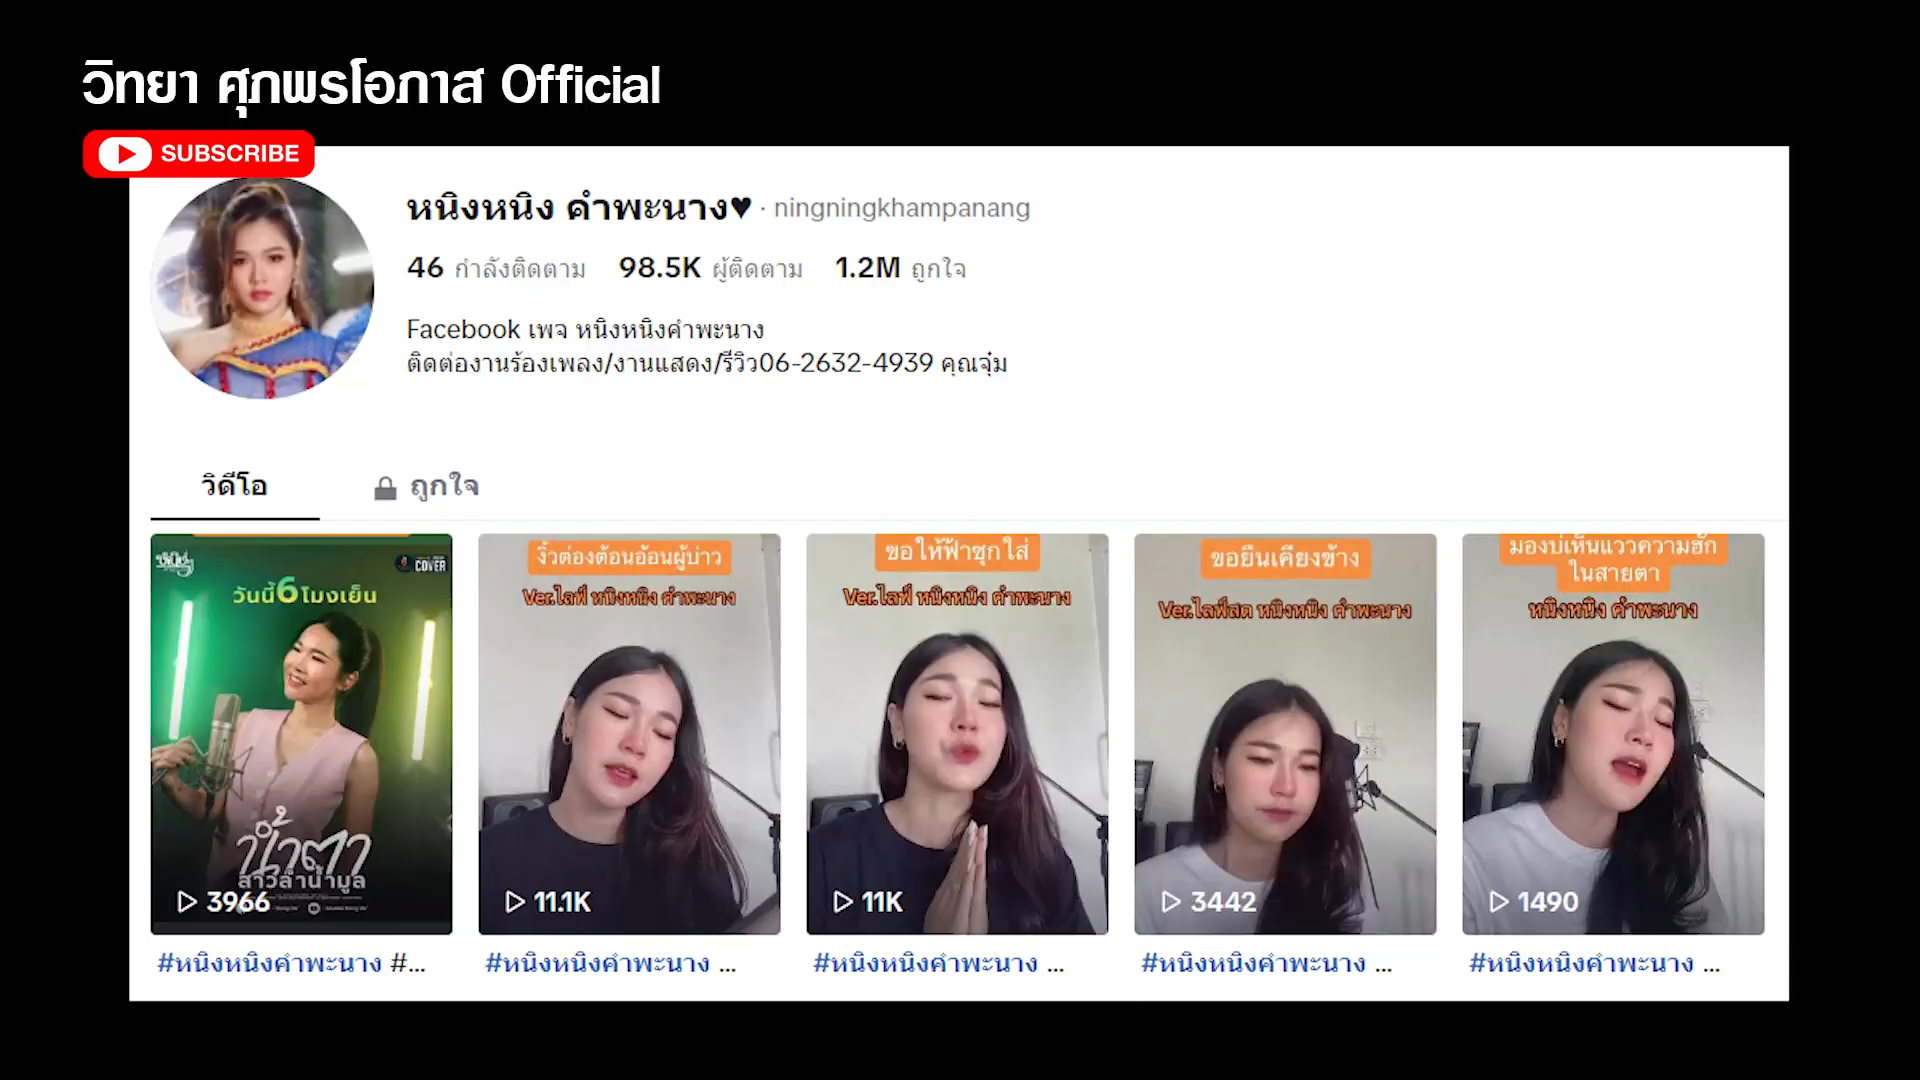 วิทยา ศุภพรโอภาส Official
SUBSCRIBE
หนิงหนิง คำพะนาง♥ · ningningkhampanang
46 กำลังติดตาม 98.5K ผู้ติดตาม 1.2M ถูกใจ
Facebook เพจ หนิงหนิงคำพะนาง
ติดต่องานร้องเพลง/งานแสดง/รีวิว06-2632-4939 คุณจุ๋ม
วิดีโอ ถูกใจ
COVER
วันนี้6โมงเย็น
น้ำตา
สาวลำน้ำมูล
3966
#หนิงหนิงคำพะนาง #...
งิ้วต่องต้อนอ้อนผู้บ่าว
Ver.ไลฟ์ หนิงหนิง คำพะนาง
11.1K
#หนิงหนิงคำพะนาง ...
ขอให้ฟ้าซุกใส่
Ver.ไลฟ์ หนิงหนิง คำพะนาง
11K
#หนิงหนิงคำพะนาง ...
ขอยืนเคียงข้าง
Ver.ไลฟ์สด หนิงหนิง คำพะนาง
3442
#หนิงหนิงคำพะนาง ...
มองบ่เห็นแววความฮัก
ในสายตา
หนิงหนิง คำพะนาง
1490
#หนิงหนิงคำพะนาง ...